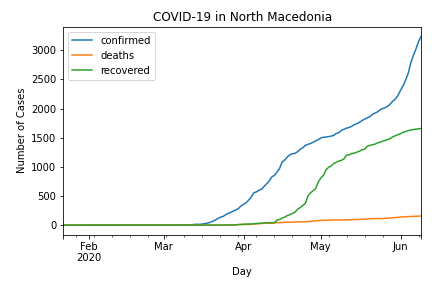 COVID-19 in North Macedonia
confirmed
deaths
recovered
Number of Cases
3000
2500
2000
1500
1000
500
0
Feb
2020
Mar
Apr
May
Jun
Day